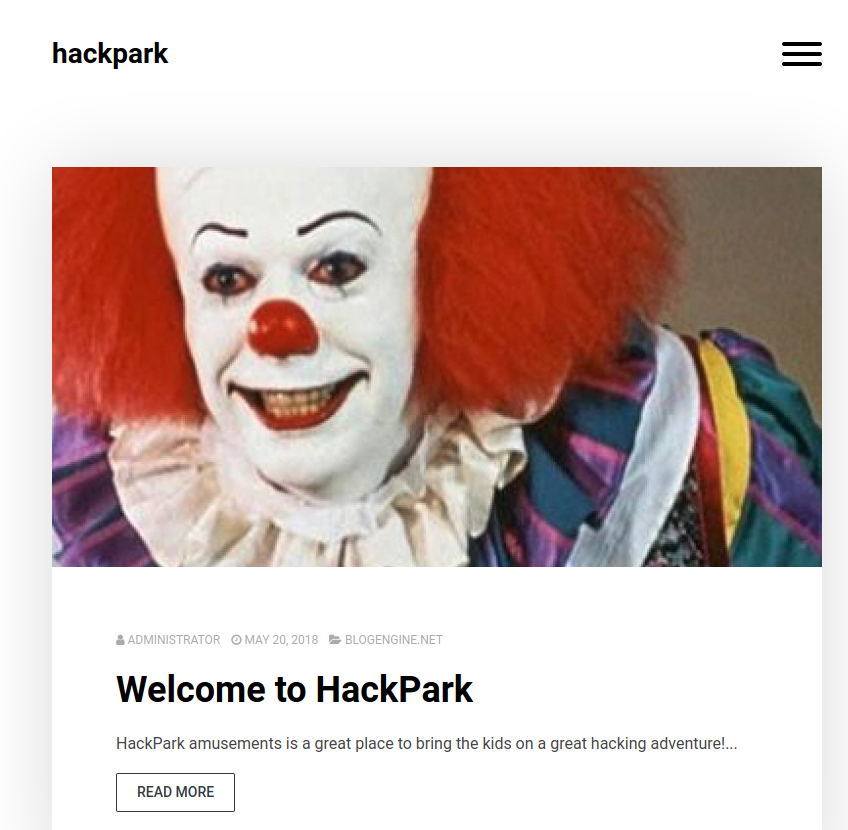 hackpark
ADMINISTRATOR MAY 20, 2018 BLOGENGINE.NET
Welcome to HackPark
HackPark amusements is a great place to bring the kids on a great hacking adventure!...
READ MORE